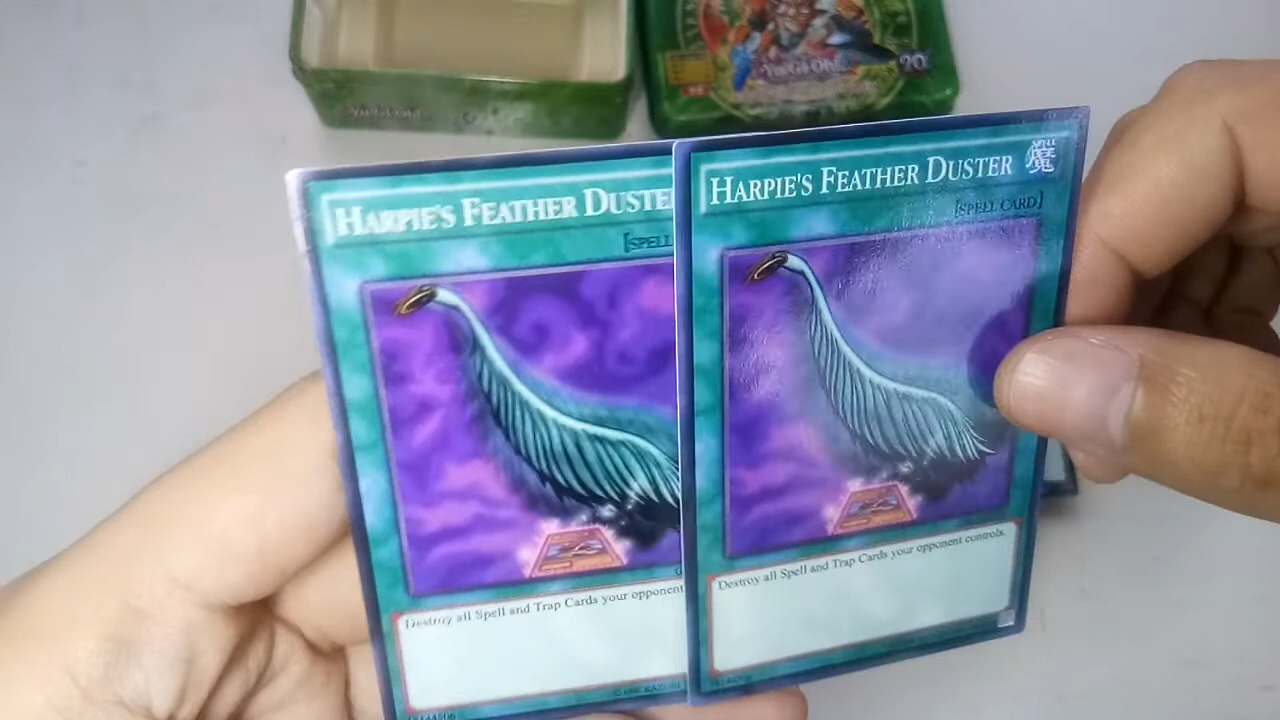 Yu-Gi-Oh!
20
HARPIE'S FEATHER DUSTE
[SPELL
Destroy all Spell and Trap Cards your opponent
HARPIE'S FEATHER DUSTER
魔
[SPELL CARD]
Destroy all Spell and Trap Cards your opponent controls.